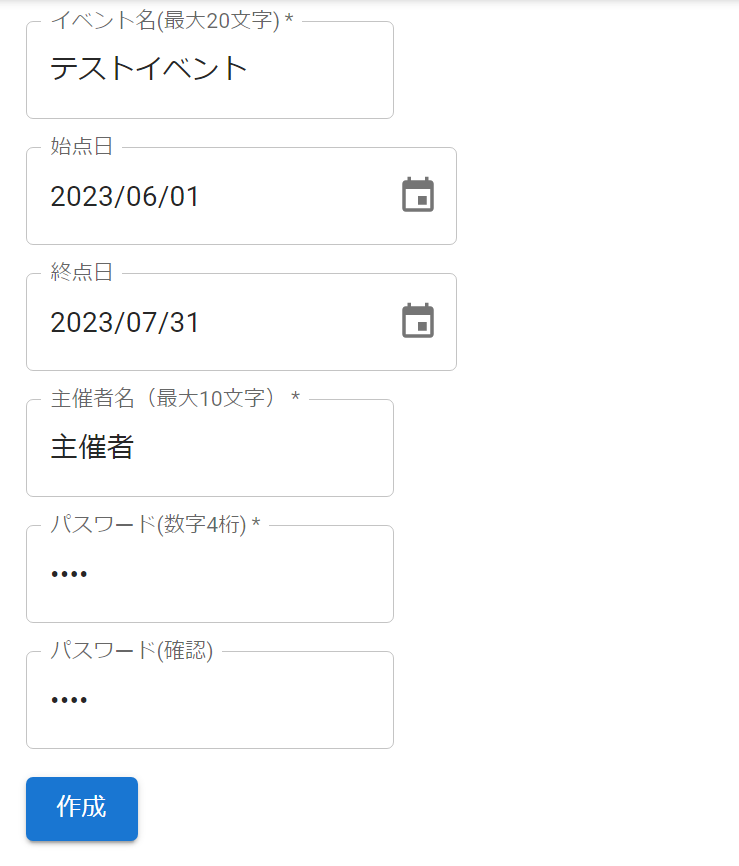 イベント名(最大20文字) *
テストイベント
始点日
2023/06/01
終点日
2023/07/31
主催者名（最大10文字） *
主催者
パスワード(数字4桁) *
••••
パスワード(確認)
••••
作成